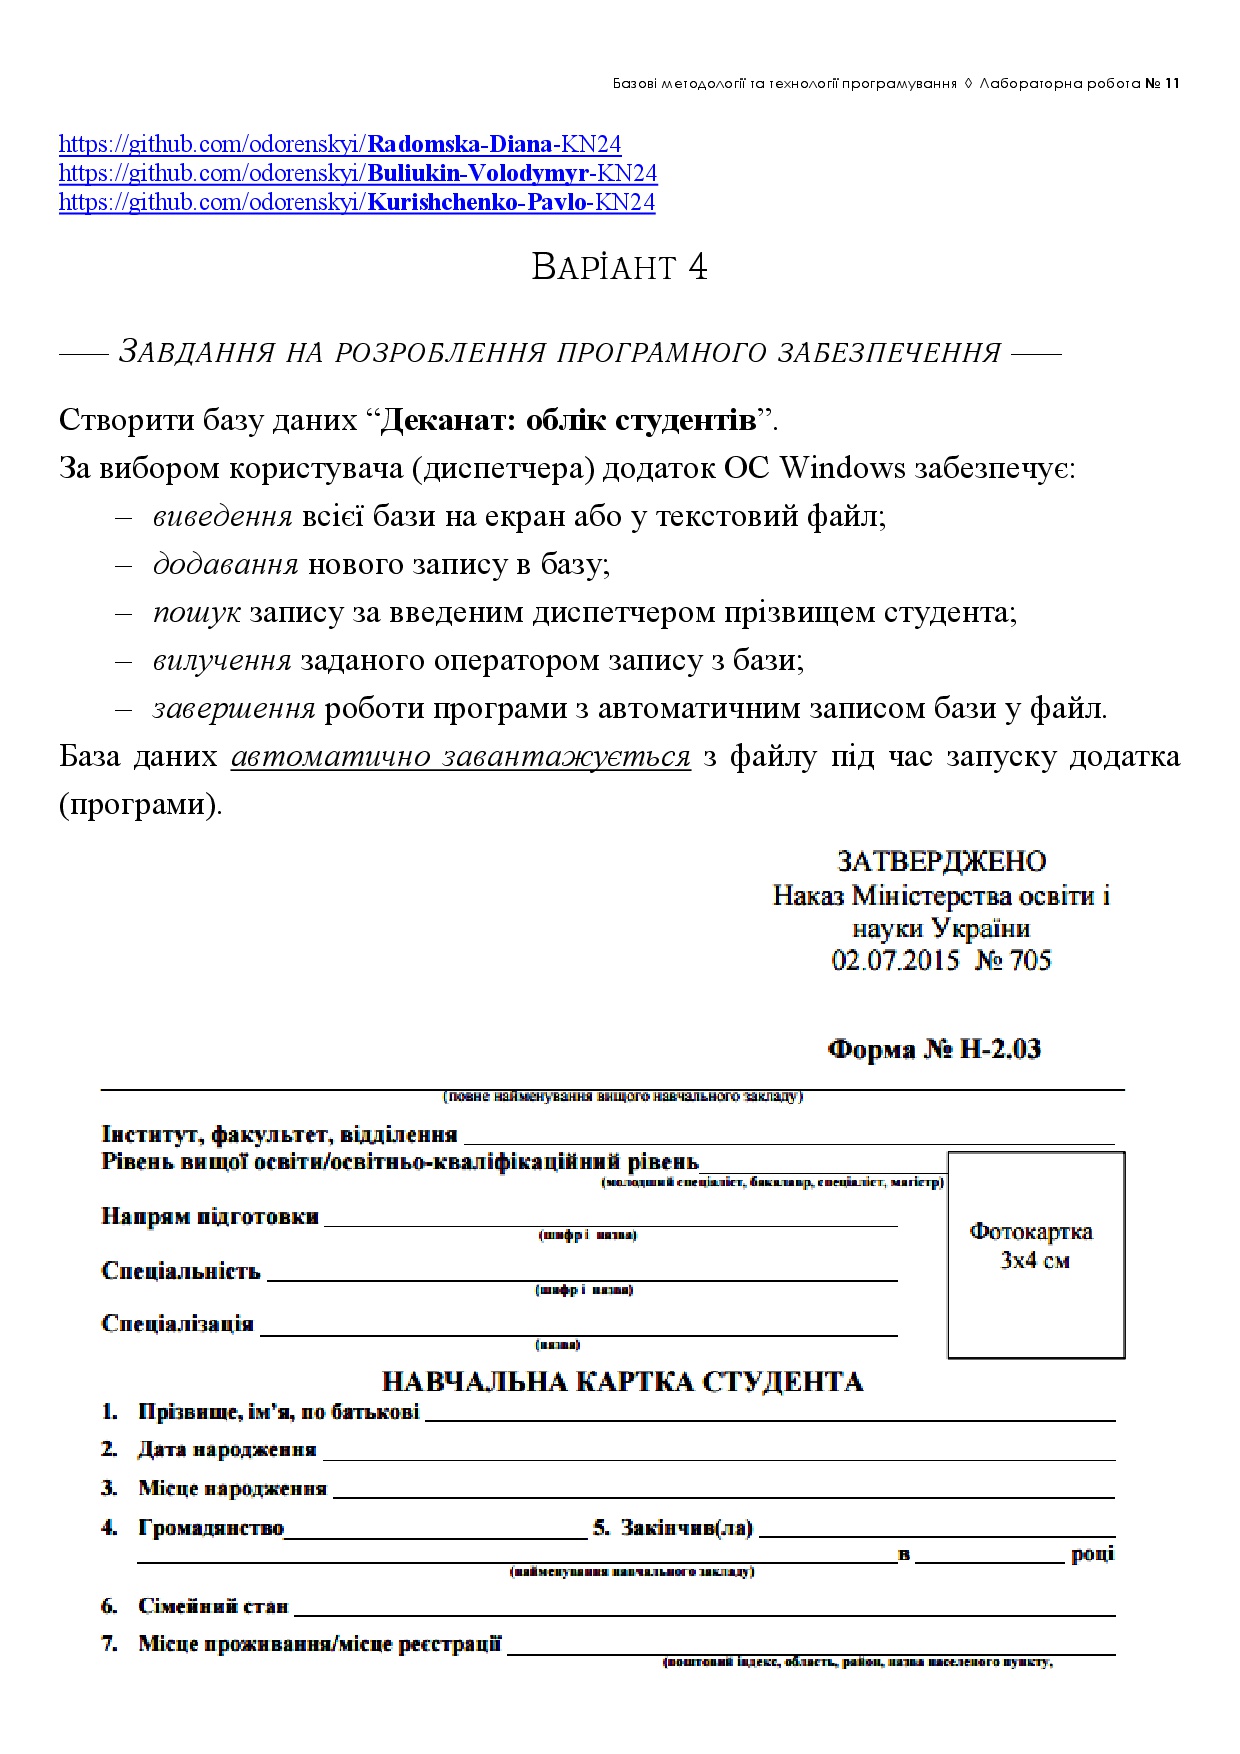 Базові методології та технології програмування ◊ Лабораторна робота № 11
https://github.com/odorenskyi/Radomska-Diana-KN24
https://github.com/odorenskyi/Buliukin-Volodymyr-KN24
https://github.com/odorenskyi/Kurishchenko-Pavlo-KN24
ВАРІАНТ 4
—— ЗАВДАННЯ НА РОЗРОБЛЕННЯ ПРОГРАМНОГО ЗАБЕЗПЕЧЕННЯ ——
Створити базу даних “Деканат: облік студентів”.
За вибором користувача (диспетчера) додаток ОС Windows забезпечує:
– виведення всієї бази на екран або у текстовий файл;
– додавання нового запису в базу;
– пошук запису за введеним диспетчером прізвищем студента;
– вилучення заданого оператором запису з бази;
– завершення роботи програми з автоматичним записом бази у файл.
База даних автоматично завантажується з файлу під час запуску додатка
(програми).
ЗАТВЕРДЖЕНО
Наказ Міністерства освіти і
науки України
02.07.2015 № 705
Форма № Н-2.03
(повне найменування вищого навчального закладу)
Інститут, факультет, відділення
Рівень вищої освіти/освітньо-кваліфікаційний рівень
(молодший спеціаліст, бакалавр, спеціаліст, магістр)
Напрям підготовки
(шифр і назва)
Фотокартка
3х4 см
Спеціальність
(шифр і назва)
Спеціалізація
(назва)
НАВЧАЛЬНА КАРТКА СТУДЕНТА
1. Прізвище, ім’я, по батькові
2. Дата народження
3. Місце народження
4. Громадянство 5. Закінчив(ла)
в році
(найменування навчального закладу)
6. Сімейний стан
7. Місце проживання/місце реєстрації
(поштовий індекс, область, район, назва населеного пункту,